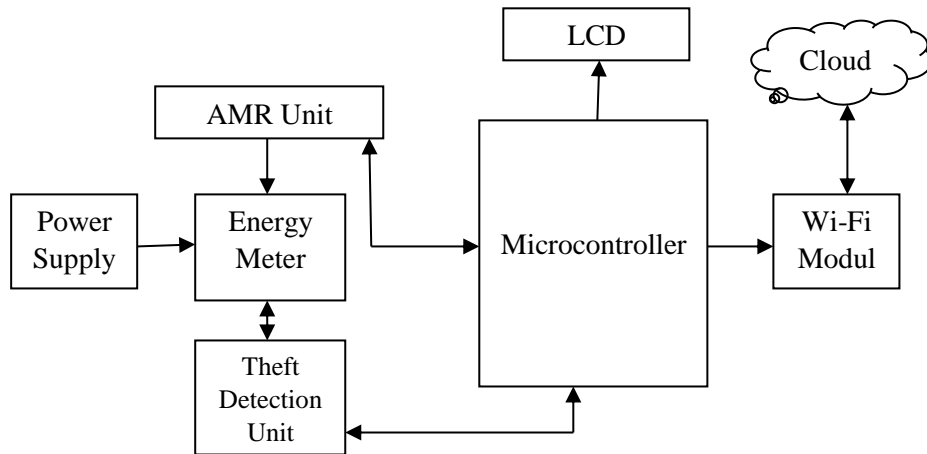 LCD
Cloud
AMR Unit
Power
Supply
Energy
Meter
Microcontroller
Wi-Fi
Modul
Theft
Detection
Unit